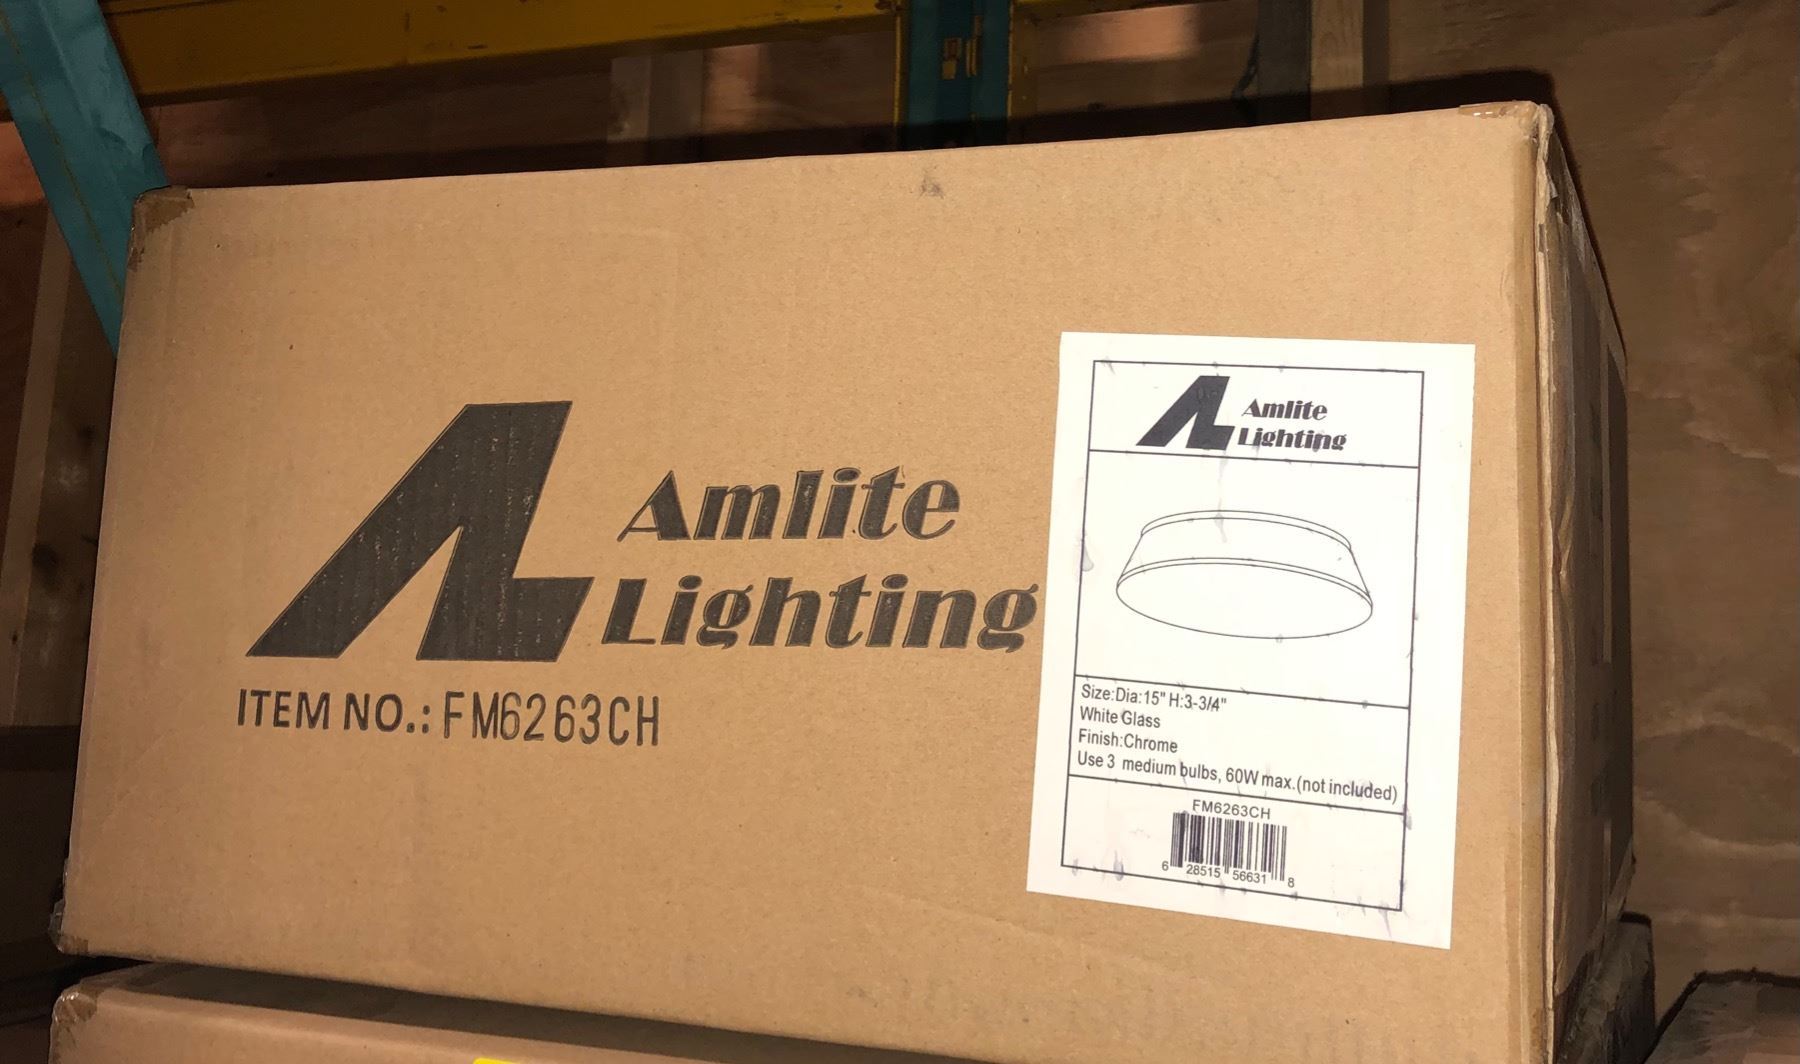 Amlite
Lighting
ITEM NO.: FM6263CH
Amlite
Lighting
Size:Dia:15" H:3-3/4"
White Glass
Finish:Chrome
Use 3 medium bulbs, 60W max.(not included)
FM6263CH
6 28515 56631 8